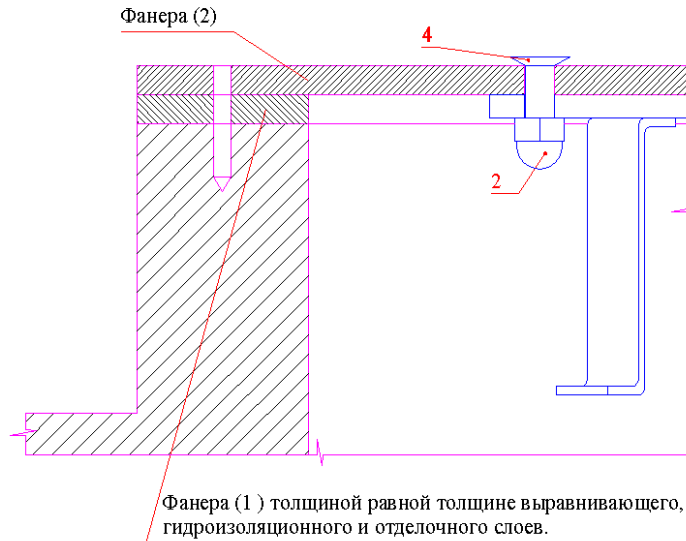 Фанера (2)
4
2
Фанера (1 ) толщиной равной толщине выравнивающего,
гидроизоляционного и отделочного слоев.